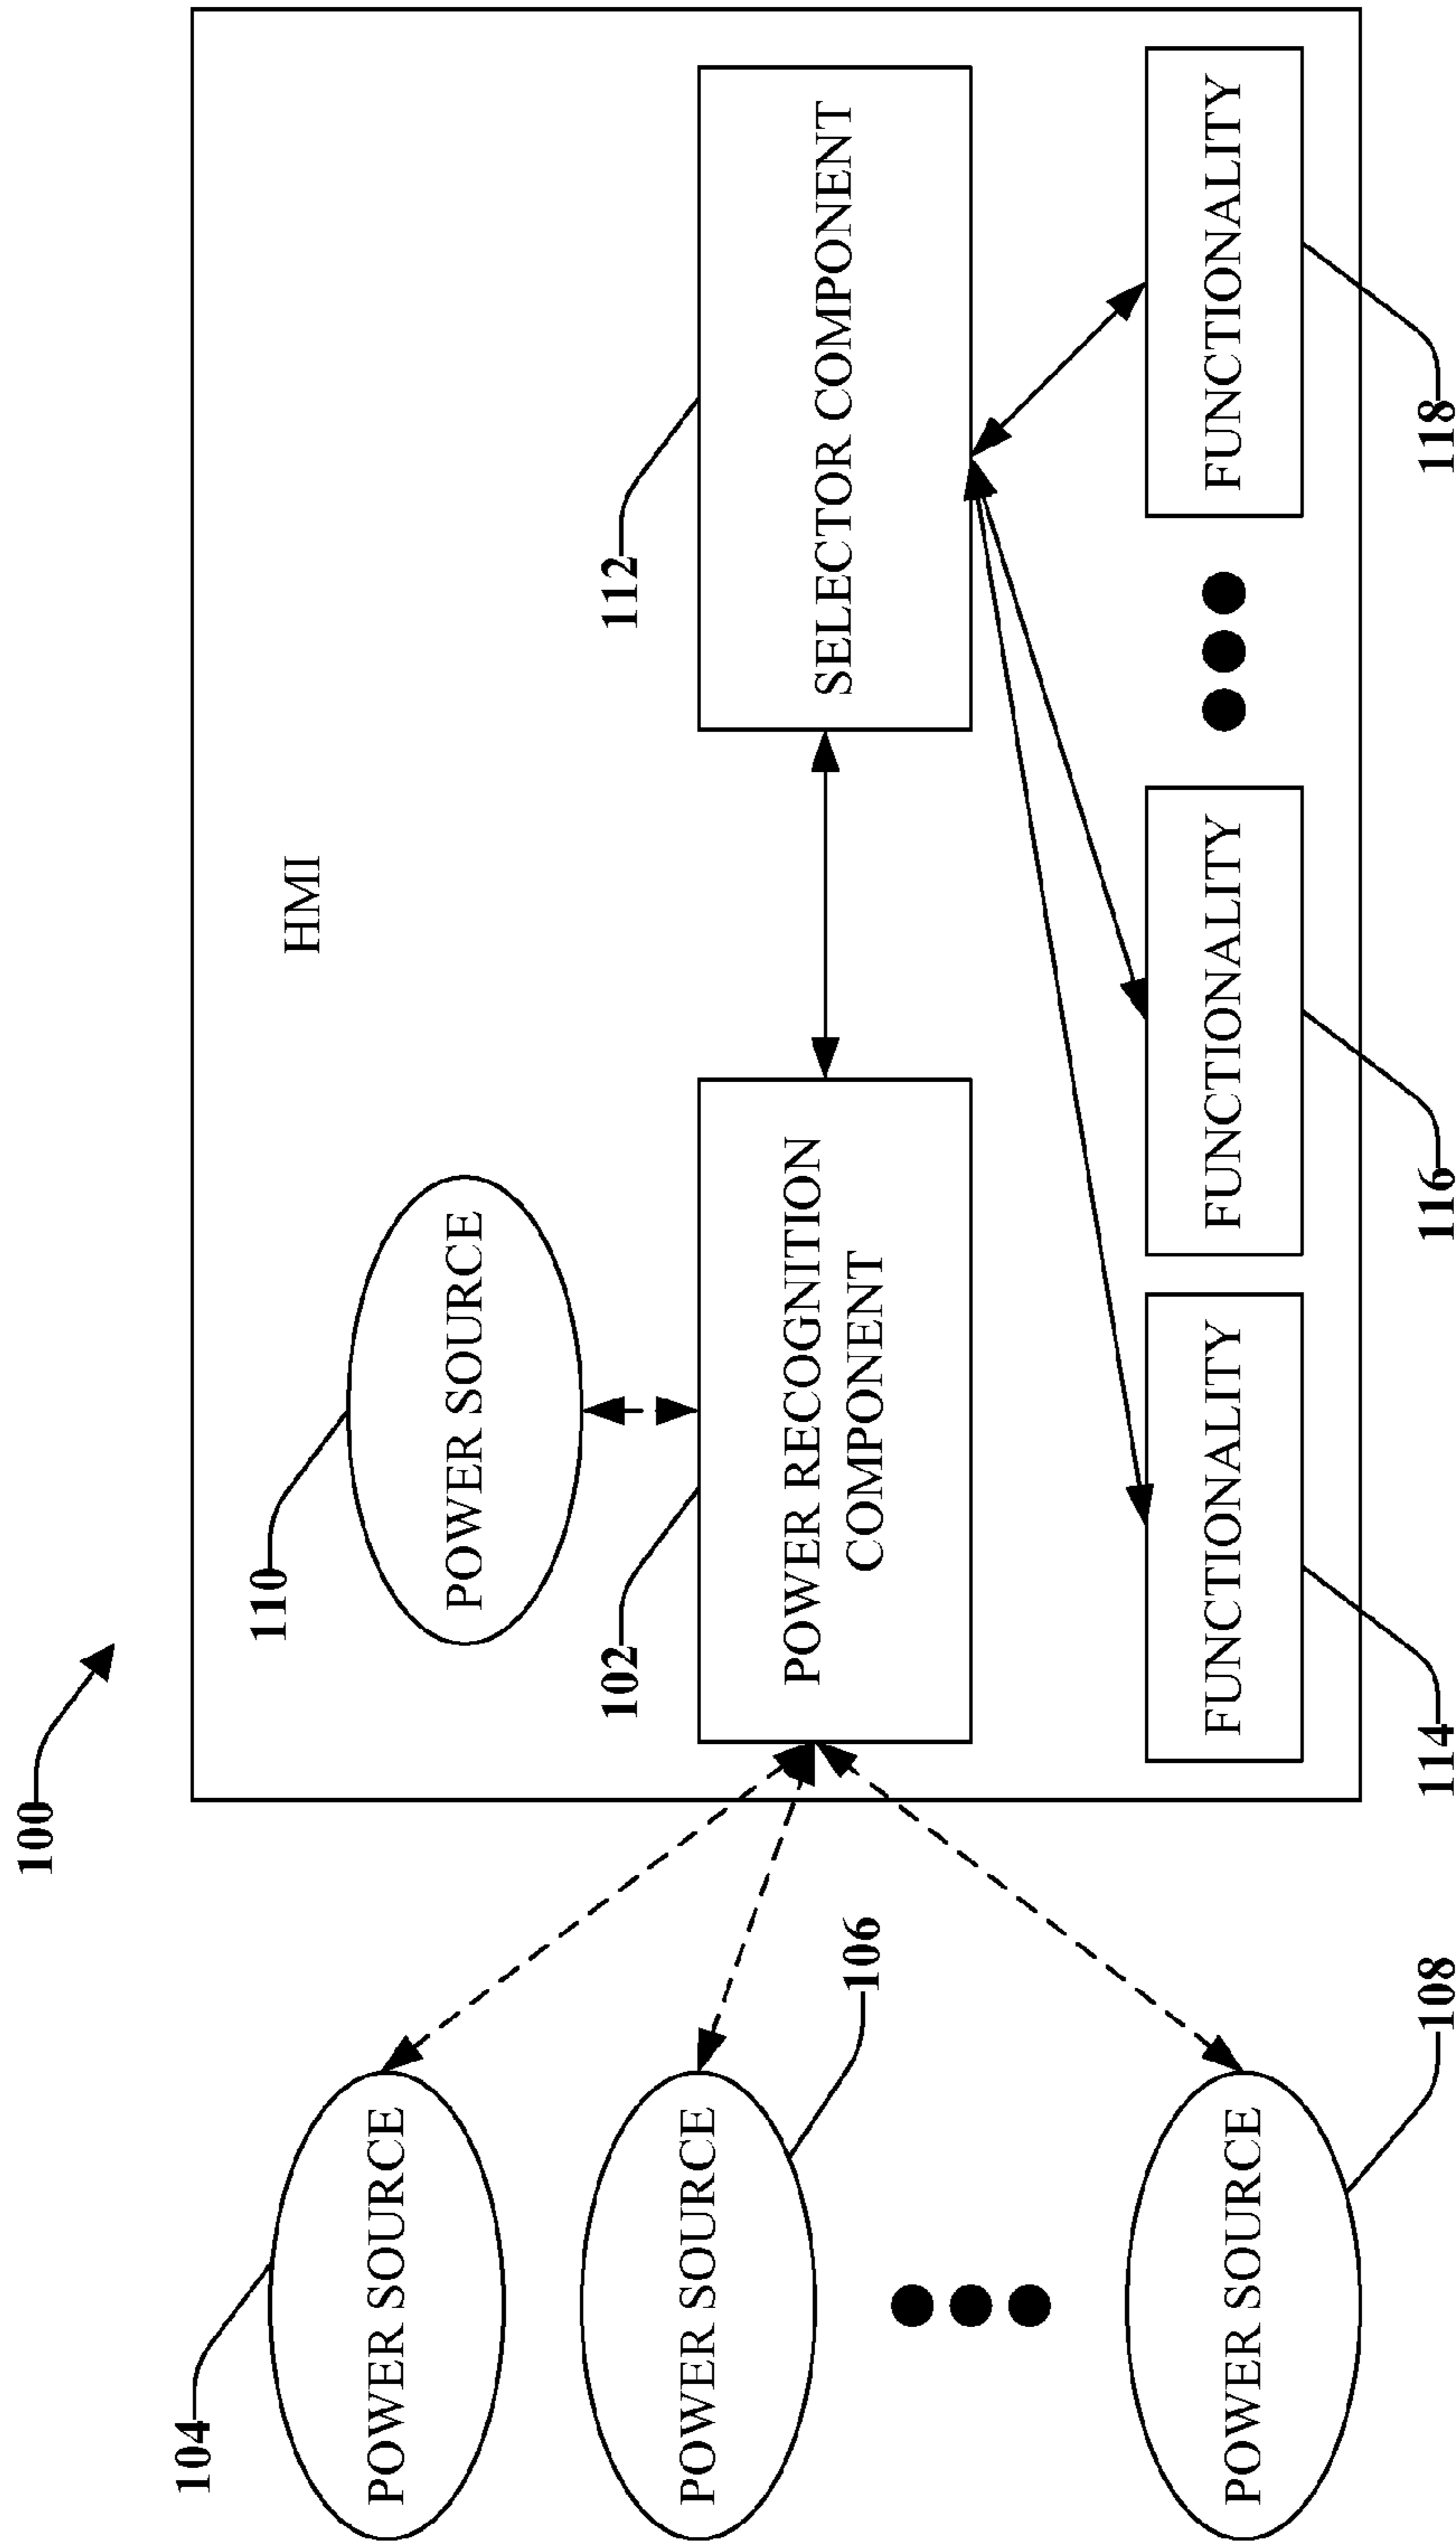 100
HMI
104
POWER SOURCE
110
POWER SOURCE
112
SELECTOR COMPONENT
102
POWER RECOGNITION
COMPONENT
POWER SOURCE
106
POWER SOURCE
108
FUNCTIONALITY
114
FUNCTIONALITY
116
FUNCTIONALITY
118